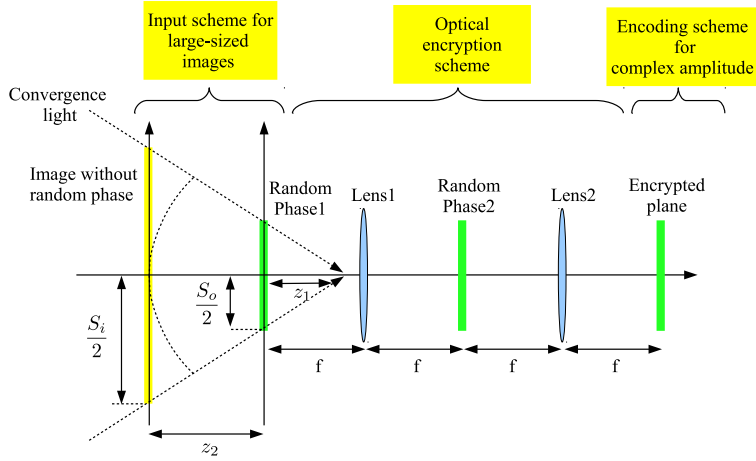 Input scheme for
large-sized
images
Optical
encryption
scheme
Encoding scheme
for
complex amplitude
Convergence
light
Image without
random phase
Random
Phase1
Lens1
Random
Phase2
Lens2
Encrypted
plane
S_i/2
S_o/2
z_1
z_2
f
f
f
f